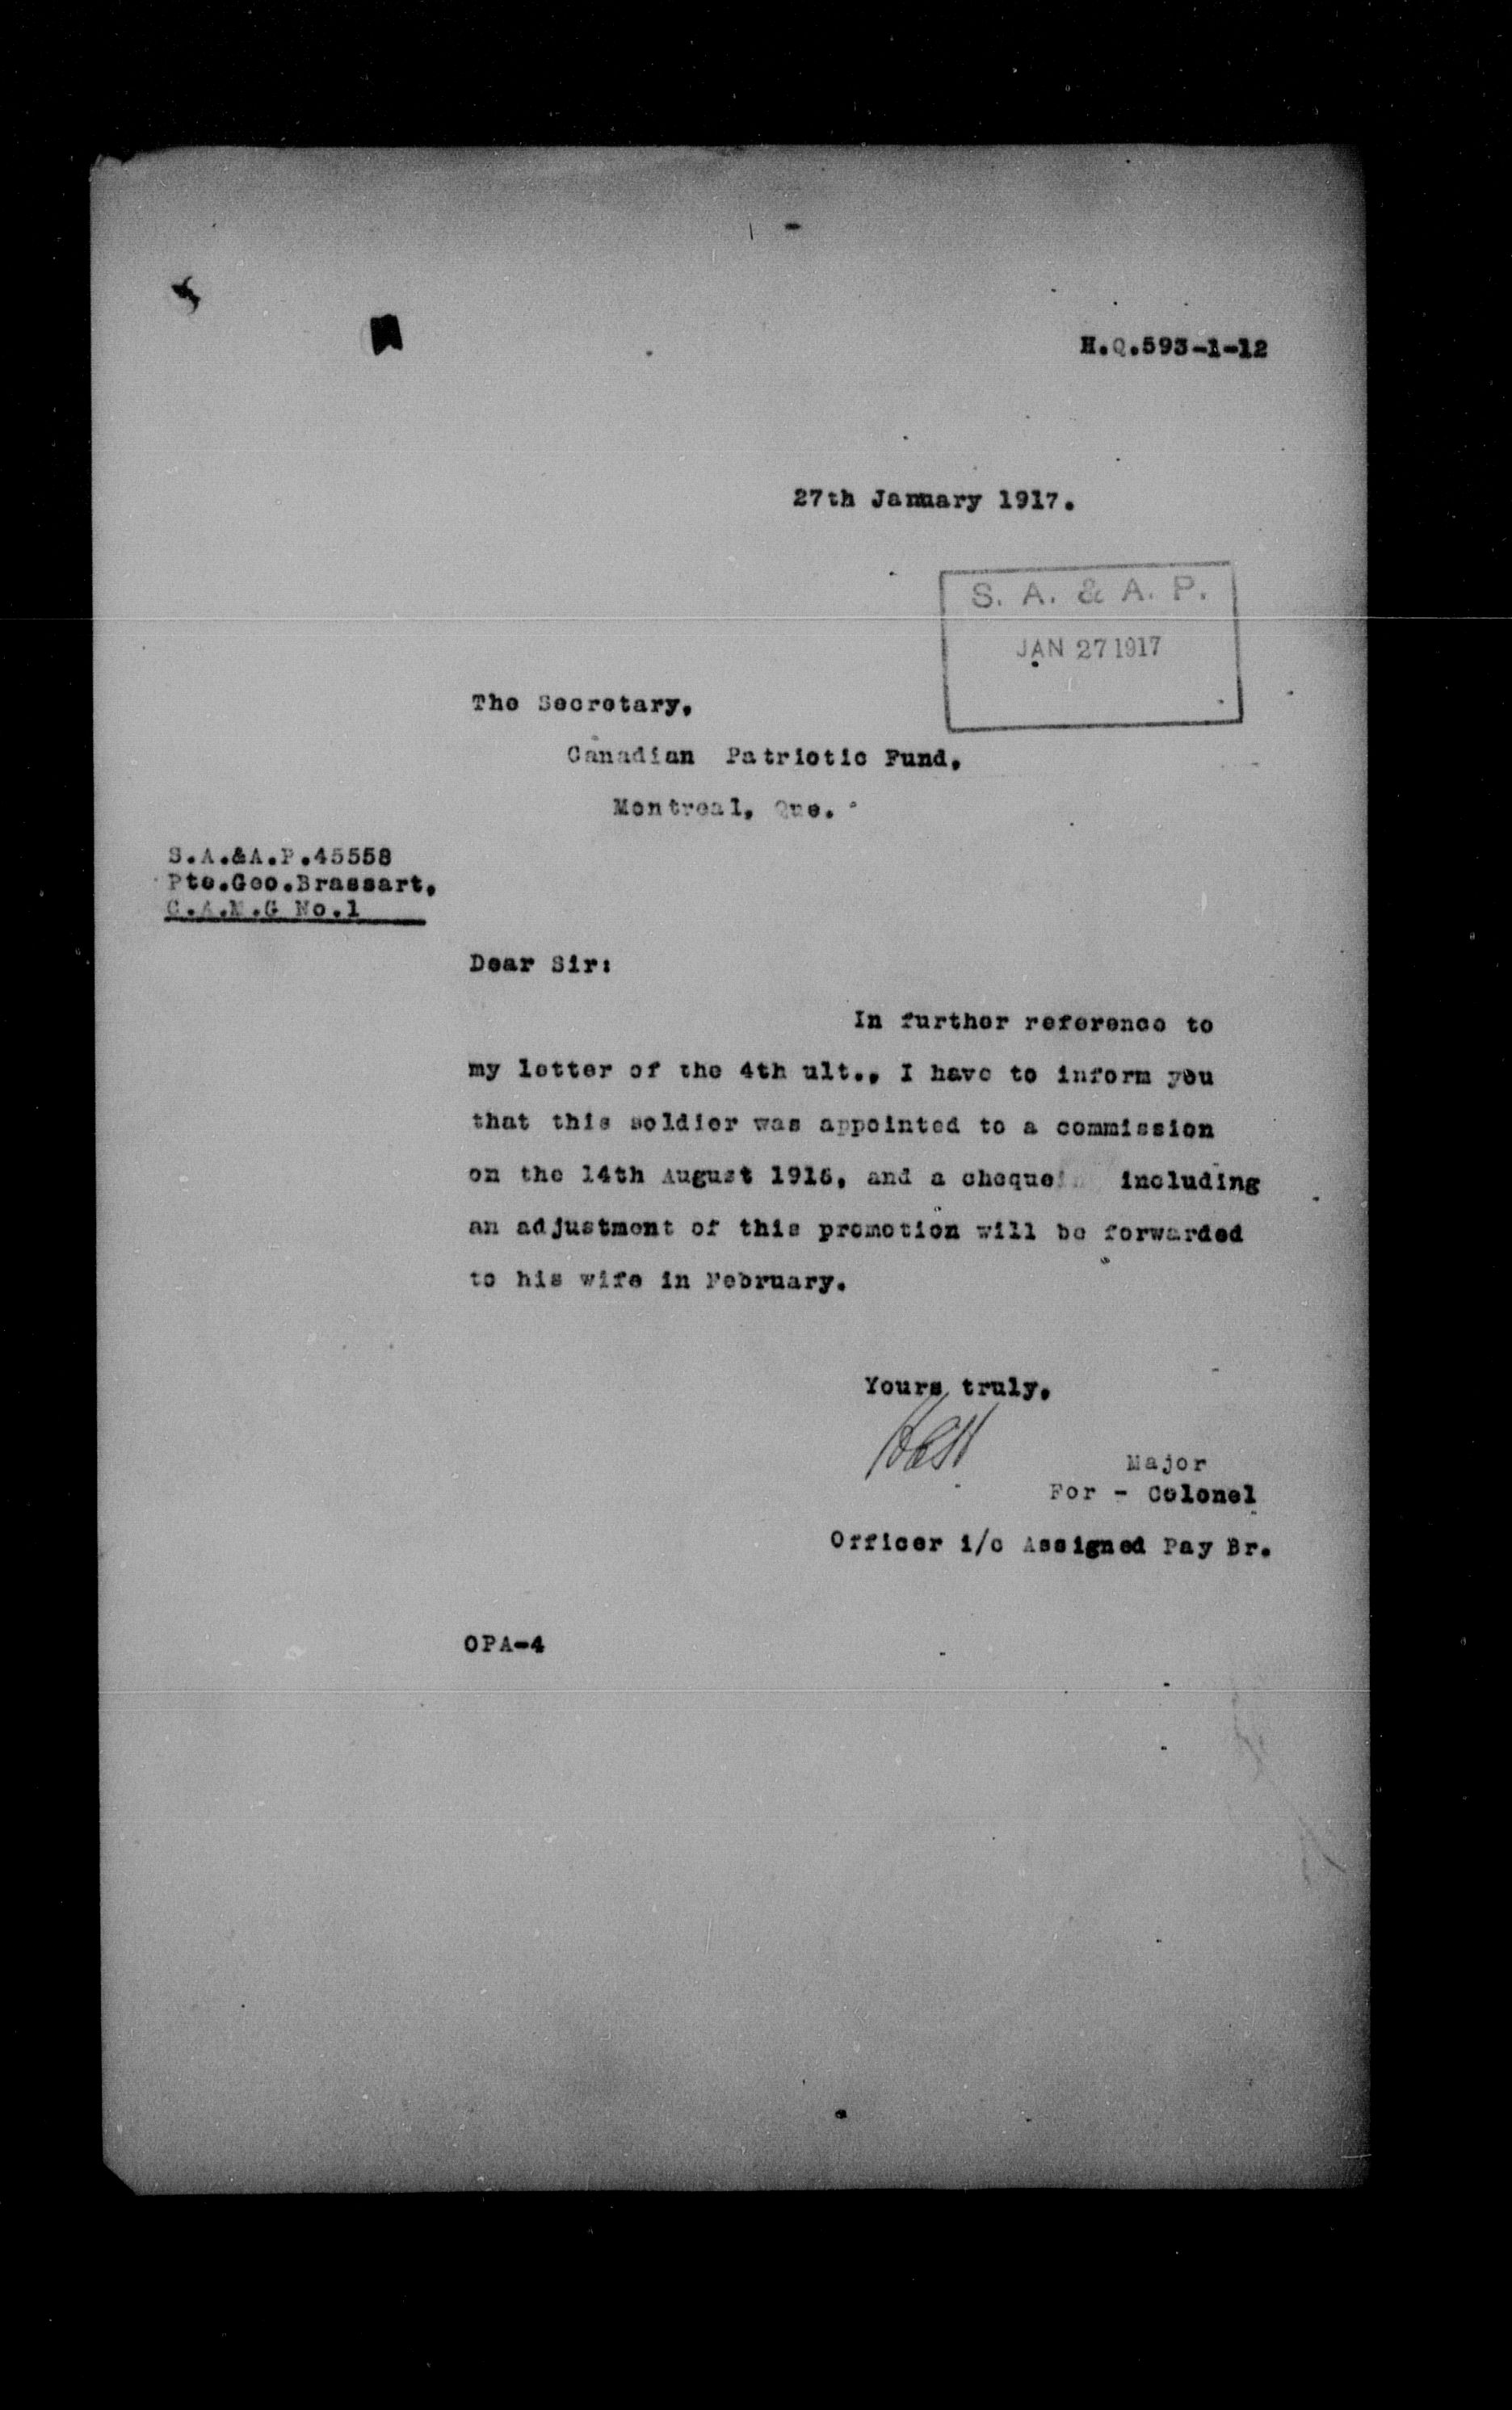 H.Q.593-1-12
27th January 1917.
S. A. & A. P.
JAN 27 1917
The Secretary,
Canadian Patriotic Fund,
Montreal, Que.
S.A.&A.P.45558
Pte.Geo.Brassart,
C.A.M.G No.1
Dear Sir:
In further reference to
my letter of the 4th ult., I have to inform you
that this soldier was appointed to a commission
on the 14th August 1916, and a cheque including
an adjustment of this promotion will be forwarded
to his wife in February.
Yours truly,
Major
For - Colonel
Officer i/c Assigned Pay Br.
OPA-4